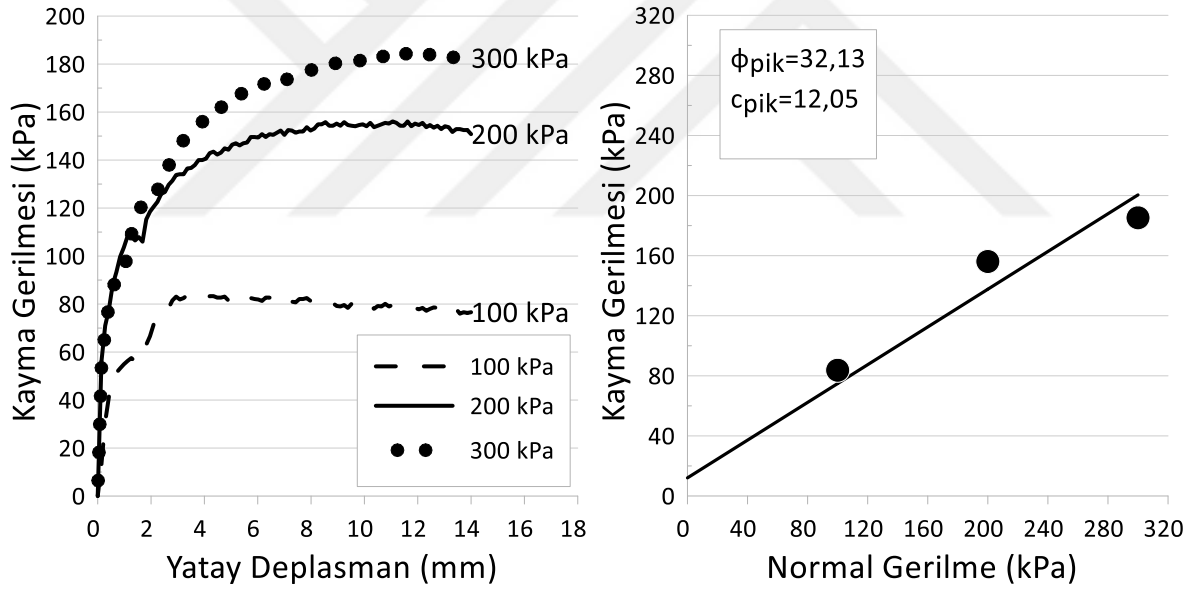 200
180
160
140
120
100
80
60
40
20
0
Kayma Gerilmesi (kPa)
300 kPa
200 kPa
100 kPa
100 kPa
200 kPa
300 kPa
0 2 4 6 8 10 12 14 16 18
Yatay Deplasman (mm)
320
280
240
200
160
120
80
40
0
Kayma Gerilmesi (kPa)
ϕpik=32,13
cpik=12,05
0 40 80 120 160 200 240 280 320
Normal Gerilme (kPa)